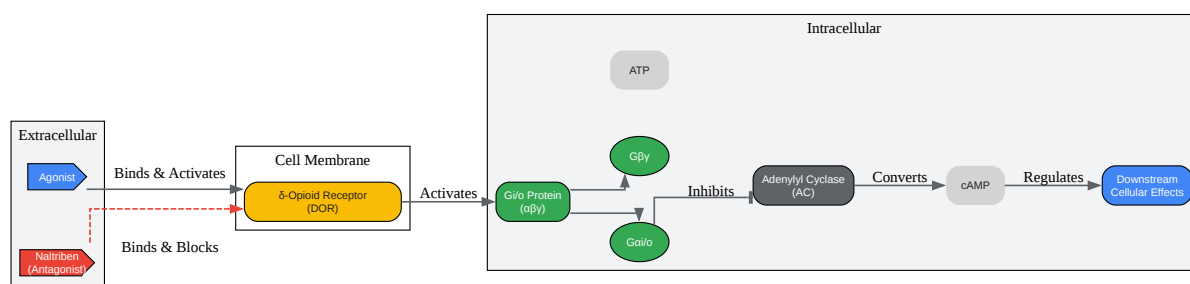 Extracellular
Agonist
Naltriben
(Antagonist)
Binds & Activates
Binds & Blocks
Cell Membrane
δ-Opioid Receptor
(DOR)
Activates
Intracellular
ATP
Gi/o Protein
(αβγ)
Gβγ
Gαi/o
Inhibits
Adenylyl Cyclase
(AC)
Converts
cAMP
Regulates
Downstream
Cellular Effects